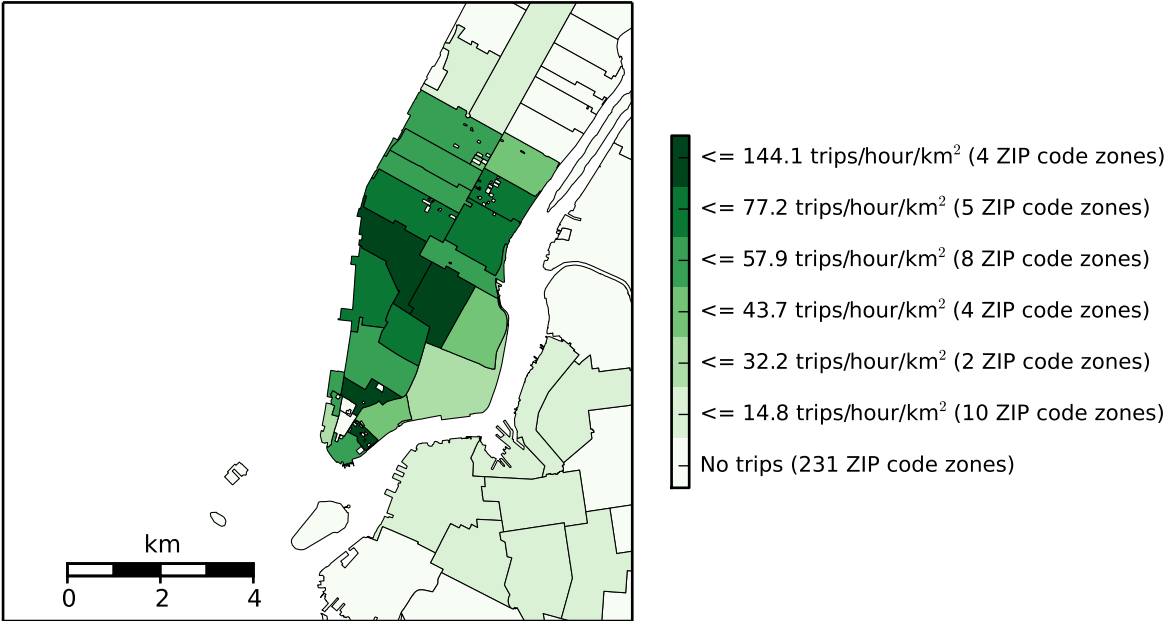 <= 144.1 trips/hour/km² (4 ZIP code zones)
<= 77.2 trips/hour/km² (5 ZIP code zones)
<= 57.9 trips/hour/km² (8 ZIP code zones)
<= 43.7 trips/hour/km² (4 ZIP code zones)
<= 32.2 trips/hour/km² (2 ZIP code zones)
<= 14.8 trips/hour/km² (10 ZIP code zones)
No trips (231 ZIP code zones)
km
0 2 4